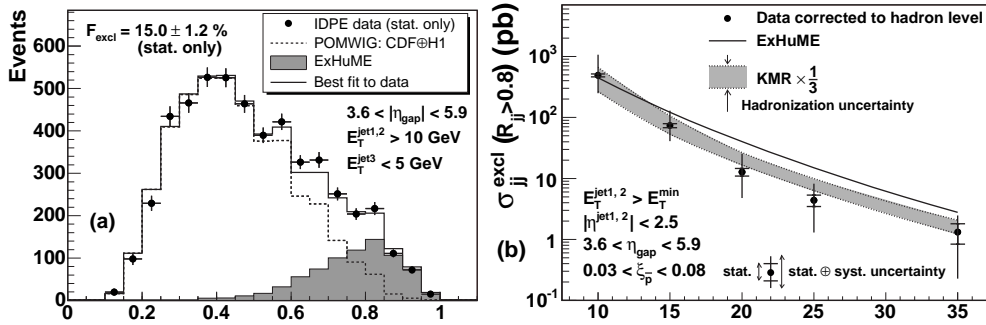 Events
600
500
400
300
200
100
0
F_excl = 15.0 ± 1.2 %
(stat. only)
IDPE data (stat. only)
POMWIG: CDF⊕H1
ExHuME
Best fit to data
3.6 < |η_gap| < 5.9
E_T^jet1,2 > 10 GeV
E_T^jet3 < 5 GeV
(a)
0 0.2 0.4 0.6 0.8 1
σ_jj^excl (R_jj>0.8) (pb)
10^3
10^2
10
1
10^-1
Data corrected to hadron level
ExHuME
KMR × 1/3
Hadronization uncertainty
E_T^jet1, 2 > E_T^min
|η^jet1, 2| < 2.5
3.6 < η_gap < 5.9
0.03 < ξ_p̄ < 0.08
(b)
stat. stat. ⊕ syst. uncertainty
10 15 20 25 30 35